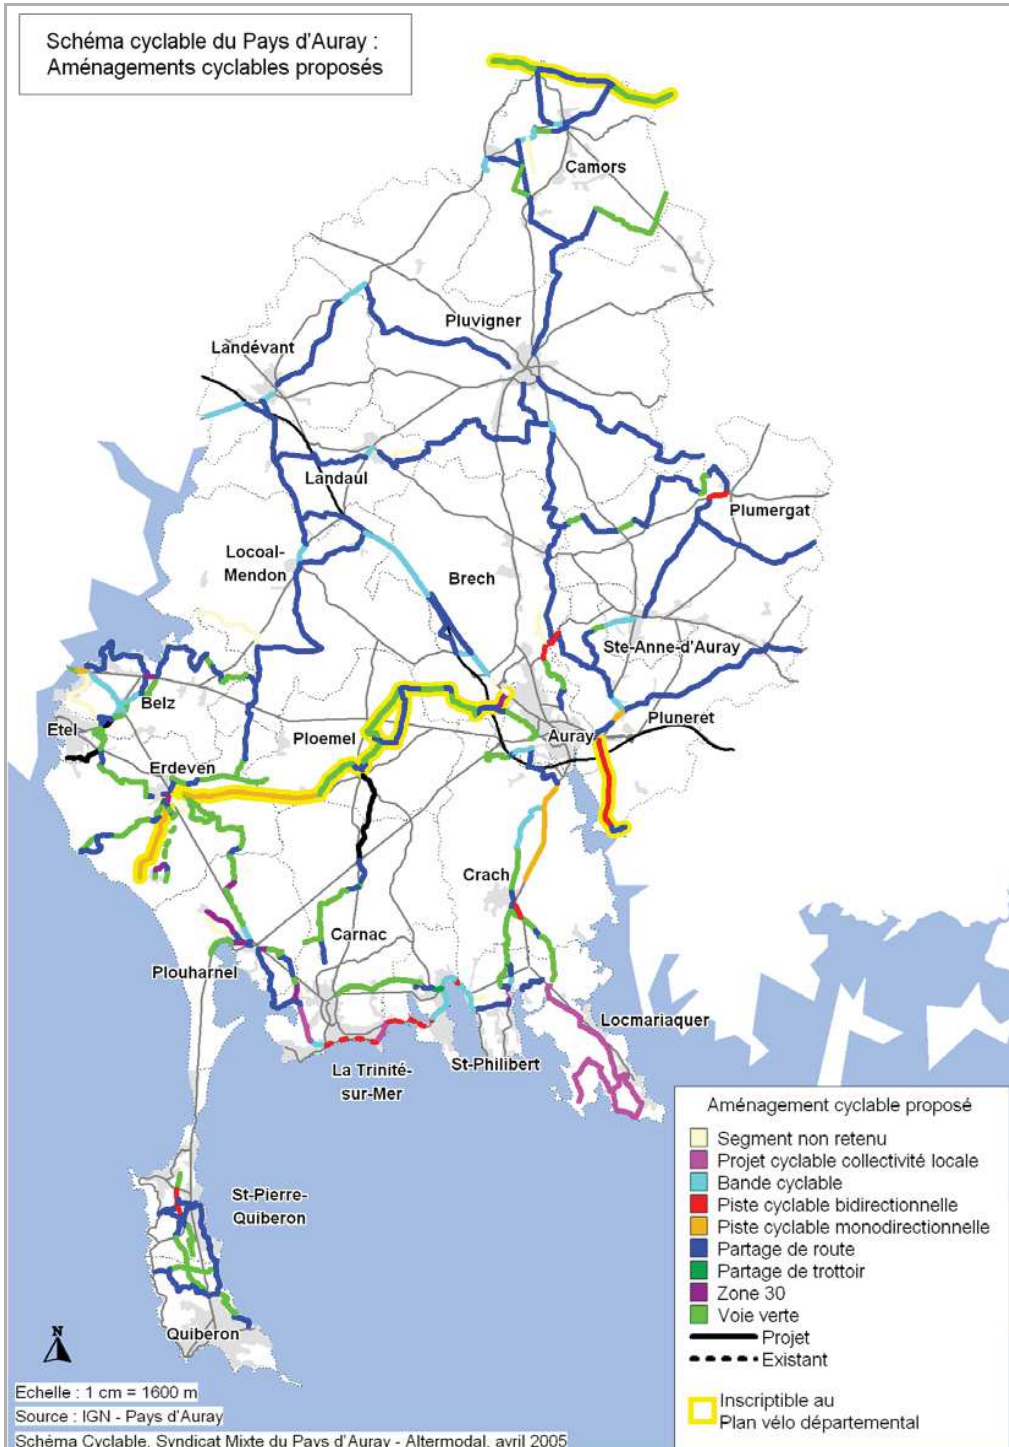 Schéma cyclable du Pays d'Auray :
Aménagements cyclables proposés
Camors
Pluvigner
Landévant
Landaul
Plumergat
Locoal-
Mendon
Brech
Ste-Anne-d'Auray
Belz
Etel
Ploemel
Auray
Pluneret
Erdeven
Crach
Carnac
Plouharnel
Locmariaquer
St-Philibert
La Trinité-
sur-Mer
St-Pierre-
Quiberon
Quiberon
Aménagement cyclable proposé
Segment non retenu
Projet cyclable collectivité locale
Bande cyclable
Piste cyclable bidirectionnelle
Piste cyclable monodirectionnelle
Partage de route
Partage de trottoir
Zone 30
Voie verte
Projet
Existant
Inscriptible au
Plan vélo départemental
N
Echelle : 1 cm = 1600 m
Source : IGN - Pays d'Auray
Schéma Cyclable, Syndicat Mixte du Pays d'Auray - Altermodal, avril 2005